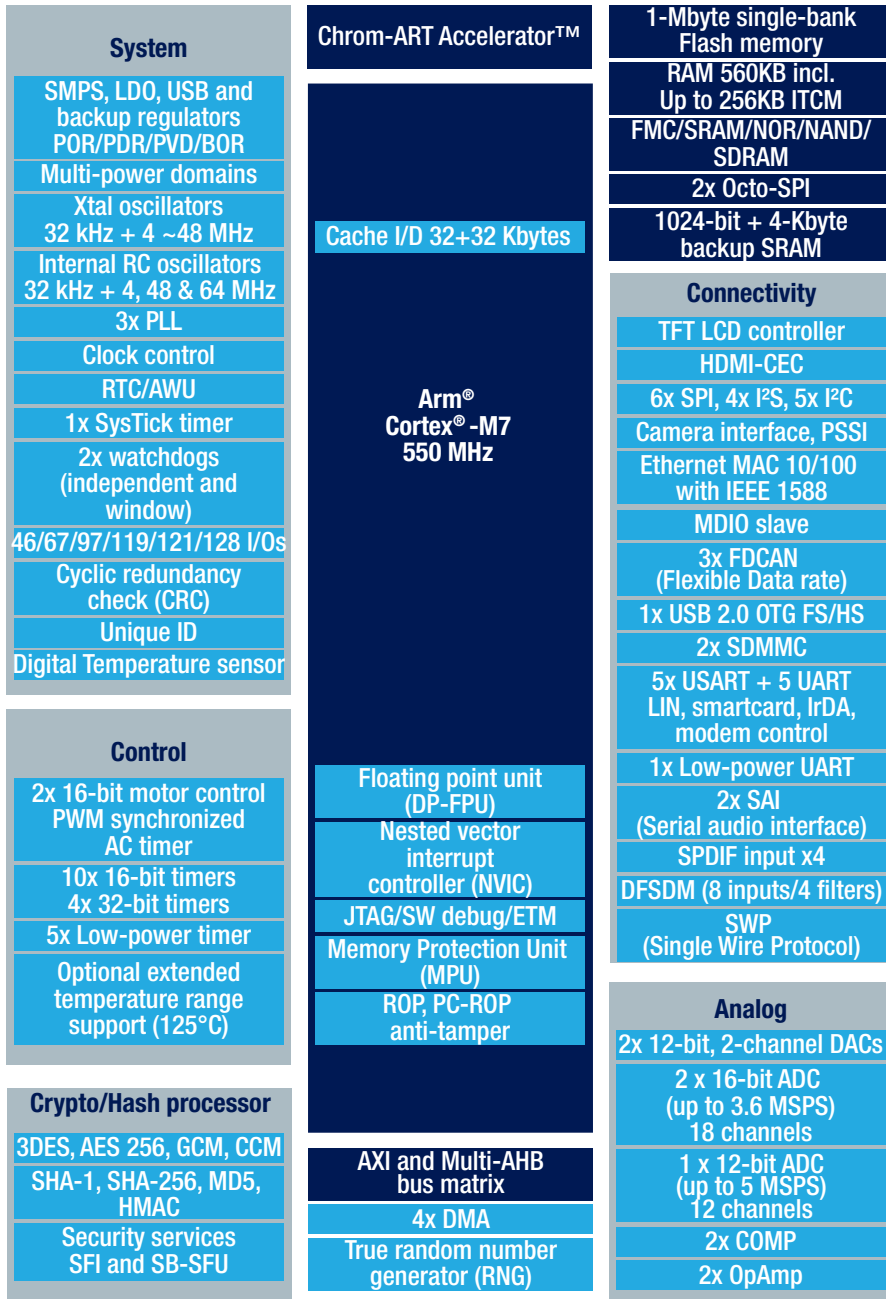 System
SMPS, LDO, USB and
backup regulators
POR/PDR/PVD/BOR
Multi-power domains
Xtal oscillators
32 kHz + 4 ~48 MHz
Internal RC oscillators
32 kHz + 4, 48 & 64 MHz
3x PLL
Clock control
RTC/AWU
1x SysTick timer
2x watchdogs
(independent and
window)
46/67/97/119/121/128 I/Os
Cyclic redundancy
check (CRC)
Unique ID
Digital Temperature sensor
Control
2x 16-bit motor control
PWM synchronized
AC timer
10x 16-bit timers
4x 32-bit timers
5x Low-power timer
Optional extended
temperature range
support (125°C)
Crypto/Hash processor
3DES, AES 256, GCM, CCM
SHA-1, SHA-256, MD5,
HMAC
Security services
SFI and SB-SFU
Chrom-ART Accelerator™
Cache I/D 32+32 Kbytes
Arm®
Cortex® -M7
550 MHz
Floating point unit
(DP-FPU)
Nested vector
interrupt
controller (NVIC)
JTAG/SW debug/ETM
Memory Protection Unit
(MPU)
ROP, PC-ROP
anti-tamper
AXI and Multi-AHB
bus matrix
4x DMA
True random number
generator (RNG)
1-Mbyte single-bank
Flash memory
RAM 560KB incl.
Up to 256KB ITCM
FMC/SRAM/NOR/NAND/
SDRAM
2x Octo-SPI
1024-bit + 4-Kbyte
backup SRAM
Connectivity
TFT LCD controller
HDMI-CEC
6x SPI, 4x I²S, 5x I²C
Camera interface, PSSI
Ethernet MAC 10/100
with IEEE 1588
MDIO slave
3x FDCAN
(Flexible Data rate)
1x USB 2.0 OTG FS/HS
2x SDMMC
5x USART + 5 UART
LIN, smartcard, IrDA,
modem control
1x Low-power UART
2x SAI
(Serial audio interface)
SPDIF input x4
DFSDM (8 inputs/4 filters)
SWP
(Single Wire Protocol)
Analog
2x 12-bit, 2-channel DACs
2 x 16-bit ADC
(up to 3.6 MSPS)
18 channels
1 x 12-bit ADC
(up to 5 MSPS)
12 channels
2x COMP
2x OpAmp